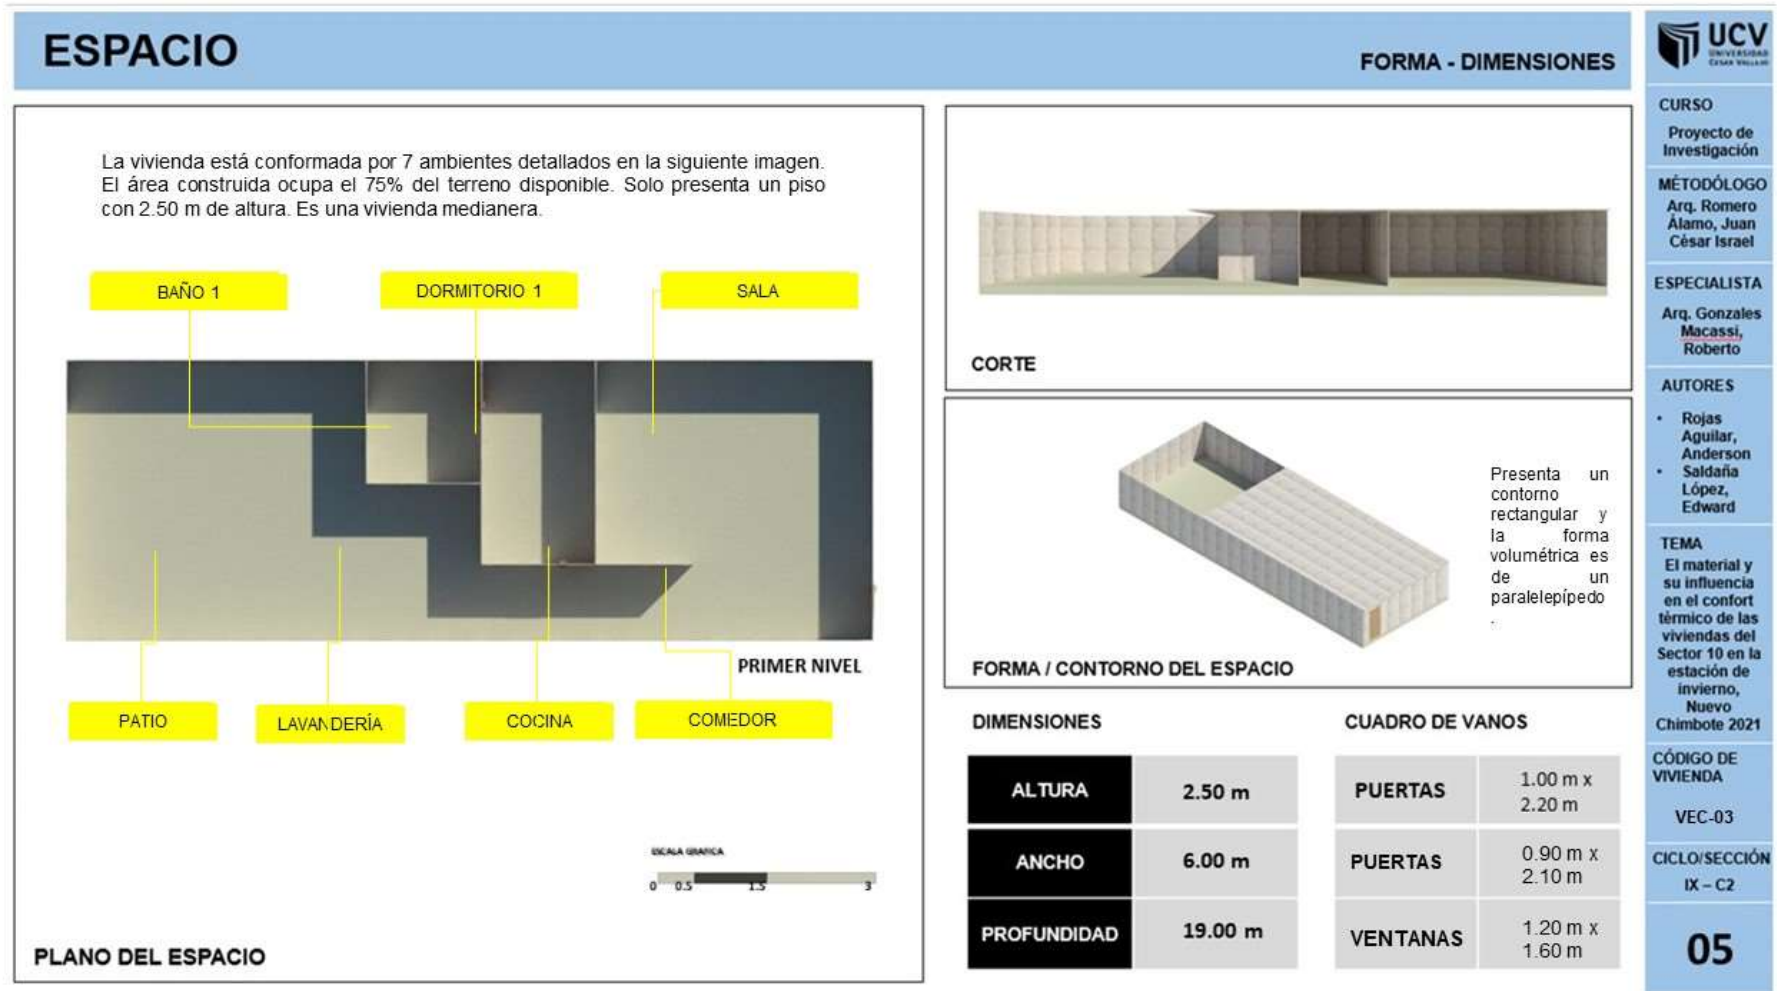 ESPACIO
FORMA - DIMENSIONES
La vivienda está conformada por 7 ambientes detallados en la siguiente imagen.
El área construida ocupa el 75% del terreno disponible. Solo presenta un piso
con 2.50 m de altura. Es una vivienda medianera.
BAÑO 1
DORMITORIO 1
SALA
PRIMER NIVEL
PATIO
LAVANDERÍA
COCINA
COMEDOR
ESCALA GRAFICA
0 0.5 1.5 3
PLANO DEL ESPACIO
CORTE
Presenta un
contorno
rectangular y
la forma
volumétrica es
de un
paralelepípedo
.
FORMA / CONTORNO DEL ESPACIO
DIMENSIONES
ALTURA 2.50 m
ANCHO 6.00 m
PROFUNDIDAD 19.00 m
CUADRO DE VANOS
PUERTAS 1.00 m x
2.20 m
PUERTAS 0.90 m x
2.10 m
VENTANAS 1.20 m x
1.60 m
UCV
UNIVERSIDAD
CÉSAR VALLEJO
CURSO
Proyecto de
Investigación
MÉTODÓLOGO
Arq. Romero
Álamo, Juan
César Israel
ESPECIALISTA
Arq. Gonzales
Macassi,
Roberto
AUTORES
• Rojas
Aguilar,
Anderson
• Saldaña
López,
Edward
TEMA
El material y
su influencia
en el confort
térmico de las
viviendas del
Sector 10 en la
estación de
invierno,
Nuevo
Chimbote 2021
CÓDIGO DE
VIVIENDA
VEC-03
CICLO/SECCIÓN
IX – C2
05